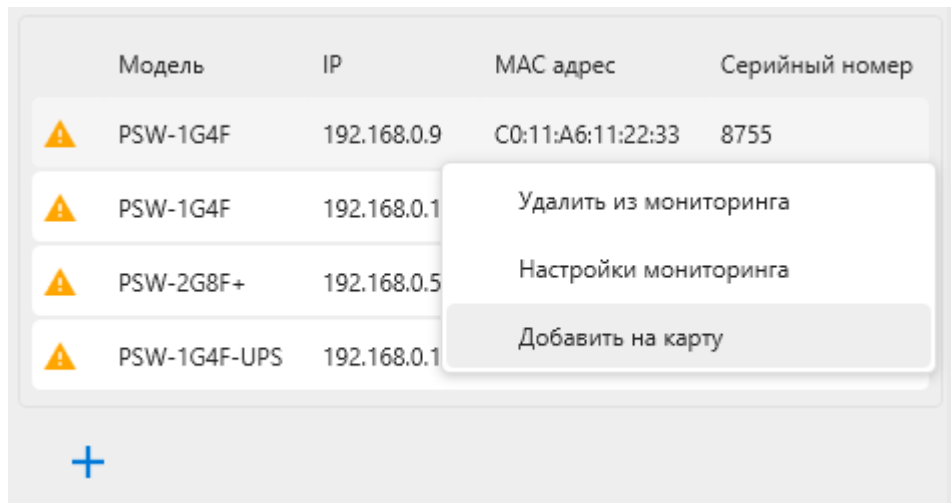 Модель IP MAC адрес Серийный номер
PSW-1G4F 192.168.0.9 C0:11:A6:11:22:33 8755
PSW-1G4F 192.168.0.1
Удалить из мониторинга
Настройки мониторинга
PSW-2G8F+ 192.168.0.5
Добавить на карту
PSW-1G4F-UPS 192.168.0.1